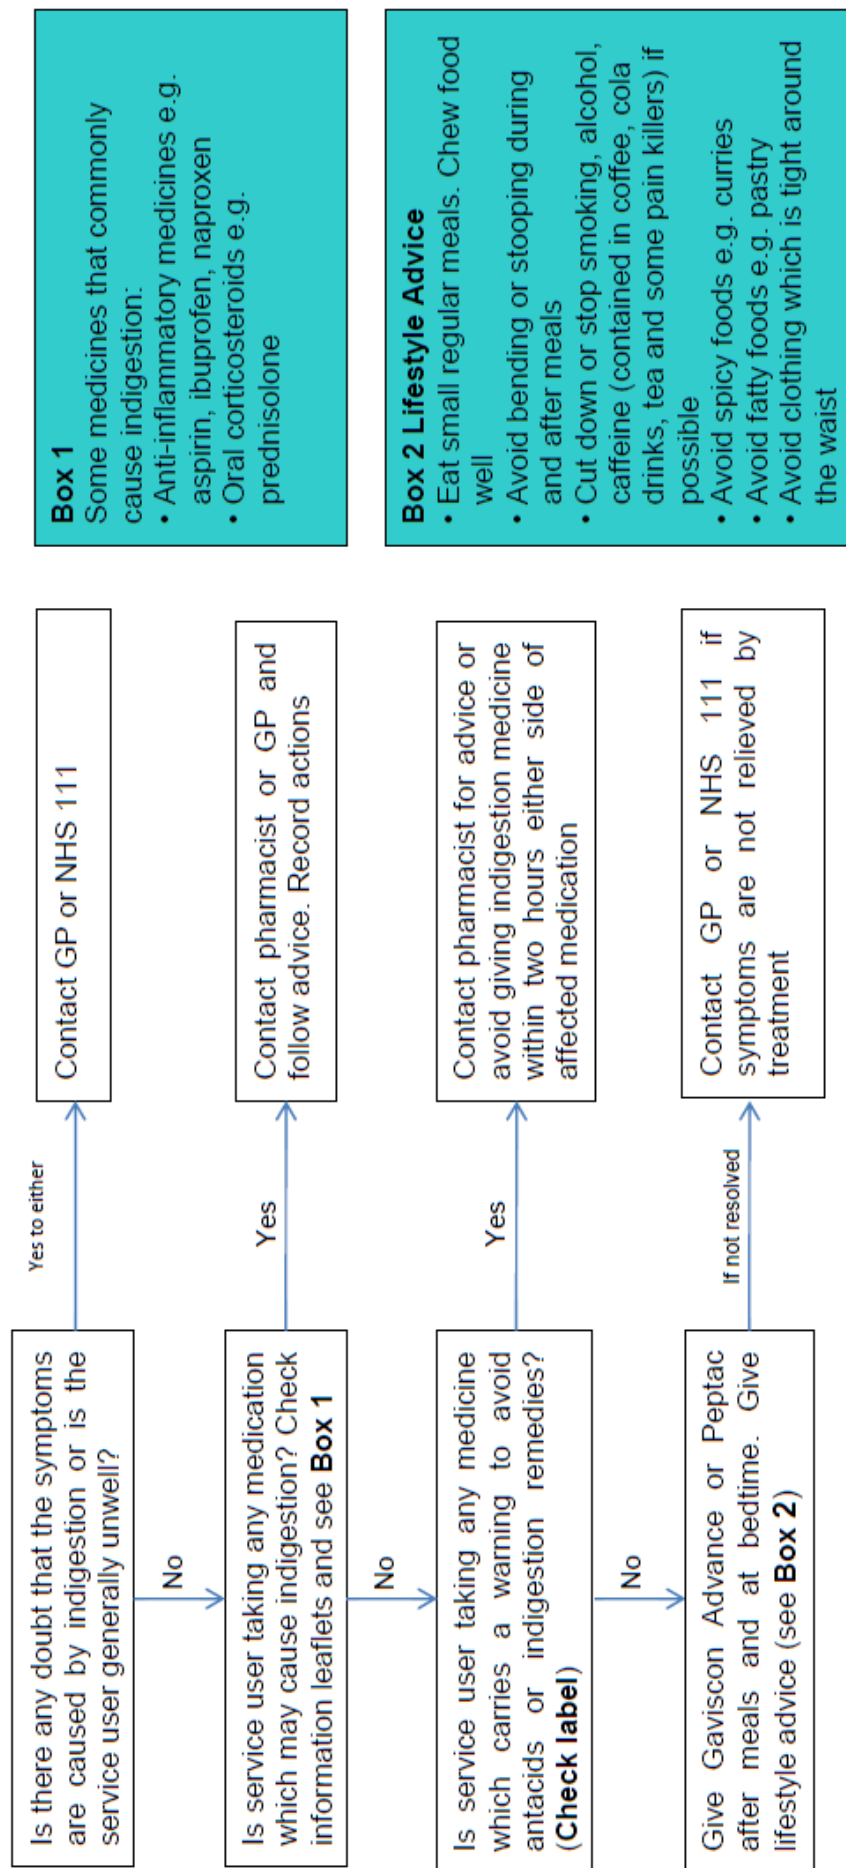 Is there any doubt that the symptoms
are caused by indigestion or is the
service user generally unwell?
Yes to either
Contact GP or NHS 111
No
Is service user taking any medication
which may cause indigestion? Check
information leaflets and see Box 1
Yes
Contact pharmacist or GP and
follow advice. Record actions
No
Is service user taking any medicine
which carries a warning to avoid
antacids or indigestion remedies?
(Check label)
Yes
Contact pharmacist for advice or
avoid giving indigestion medicine
within two hours either side of
affected medication
No
Give Gaviscon Advance or Peptac
after meals and at bedtime. Give
lifestyle advice (see Box 2)
If not resolved
Contact GP or NHS 111 if
symptoms are not relieved by
treatment
Box 1
Some medicines that commonly
cause indigestion:
• Anti-inflammatory medicines e.g.
aspirin, ibuprofen, naproxen
• Oral corticosteroids e.g.
prednisolone
Box 2 Lifestyle Advice
• Eat small regular meals. Chew food
well
• Avoid bending or stooping during
and after meals
• Cut down or stop smoking, alcohol,
caffeine (contained in coffee, cola
drinks, tea and some pain killers) if
possible
• Avoid spicy foods e.g. curries
• Avoid fatty foods e.g. pastry
• Avoid clothing which is tight around
the waist